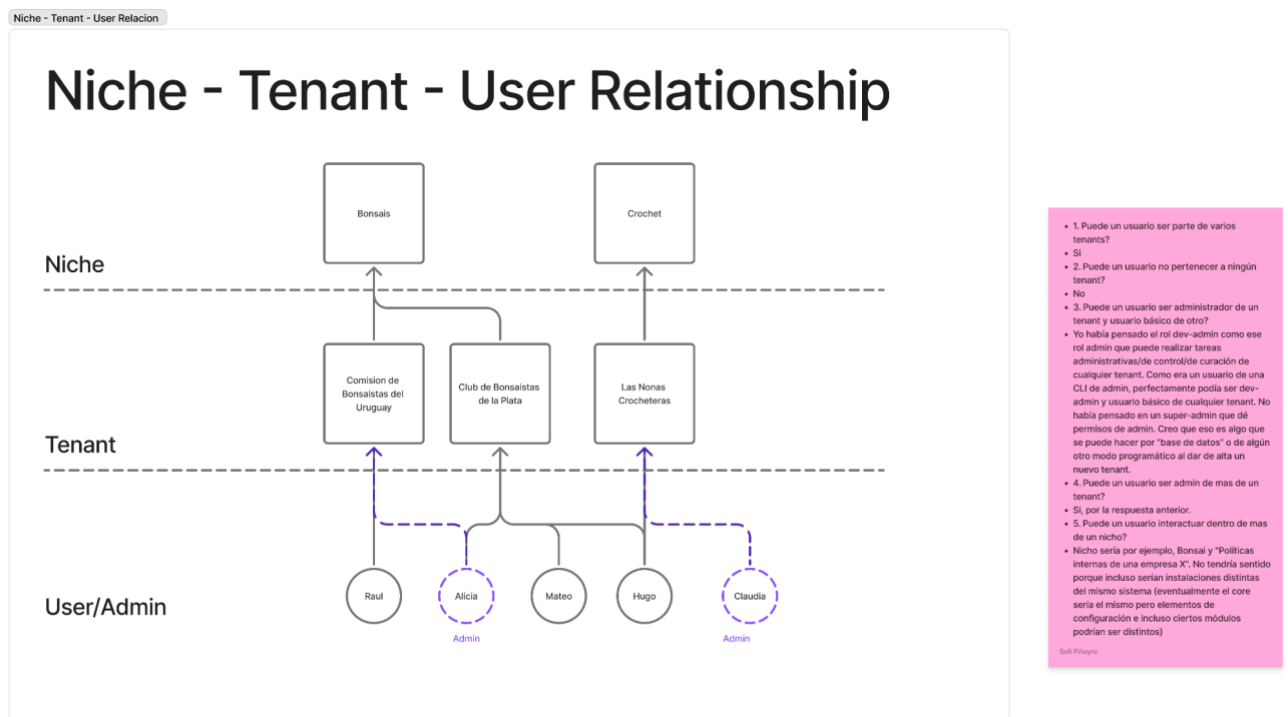 Niche - Tenant - User Relacion
Niche - Tenant - User Relationship
Bonsais
Crochet
Niche
Comision de
Bonsaistas del
Uruguay
Club de Bonsaistas
de la Plata
Las Nonas
Crocheteras
Tenant
Raul
Alicia
Mateo
Hugo
Claudia
User/Admin
Admin
Admin
• 1. Puede un usuario ser parte de varios
tenants?
• Si
• 2. Puede un usuario no pertenecer a ningún
tenant?
• No
• 3. Puede un usuario ser administrador de un
tenant y usuario básico de otro?
• Yo había pensado el rol dev-admin como ese
rol admin que puede realizar tareas
administrativas/de control/de curación de
cualquier tenant. Como era un usuario de una
CLI de admin, perfectamente podía ser dev-
admin y usuario básico de cualquier tenant. No
había pensado en un super-admin que dé
permisos de admin. Creo que eso es algo que
se puede hacer por "base de datos" o de algún
otro modo programático al dar de alta un
nuevo tenant.
• 4. Puede un usuario ser admin de mas de un
tenant?
• Si, por la respuesta anterior.
• 5. Puede un usuario interactuar dentro de mas
de un nicho?
• Nicho sería por ejemplo, Bonsai y "Políticas
internas de una empresa X". No tendría sentido
porque incluso serían instalaciones distintas
del mismo sistema (eventualmente el core
sería el mismo pero elementos de
configuración e incluso ciertos módulos
podrían ser distintos)
Sofi Piñeyro